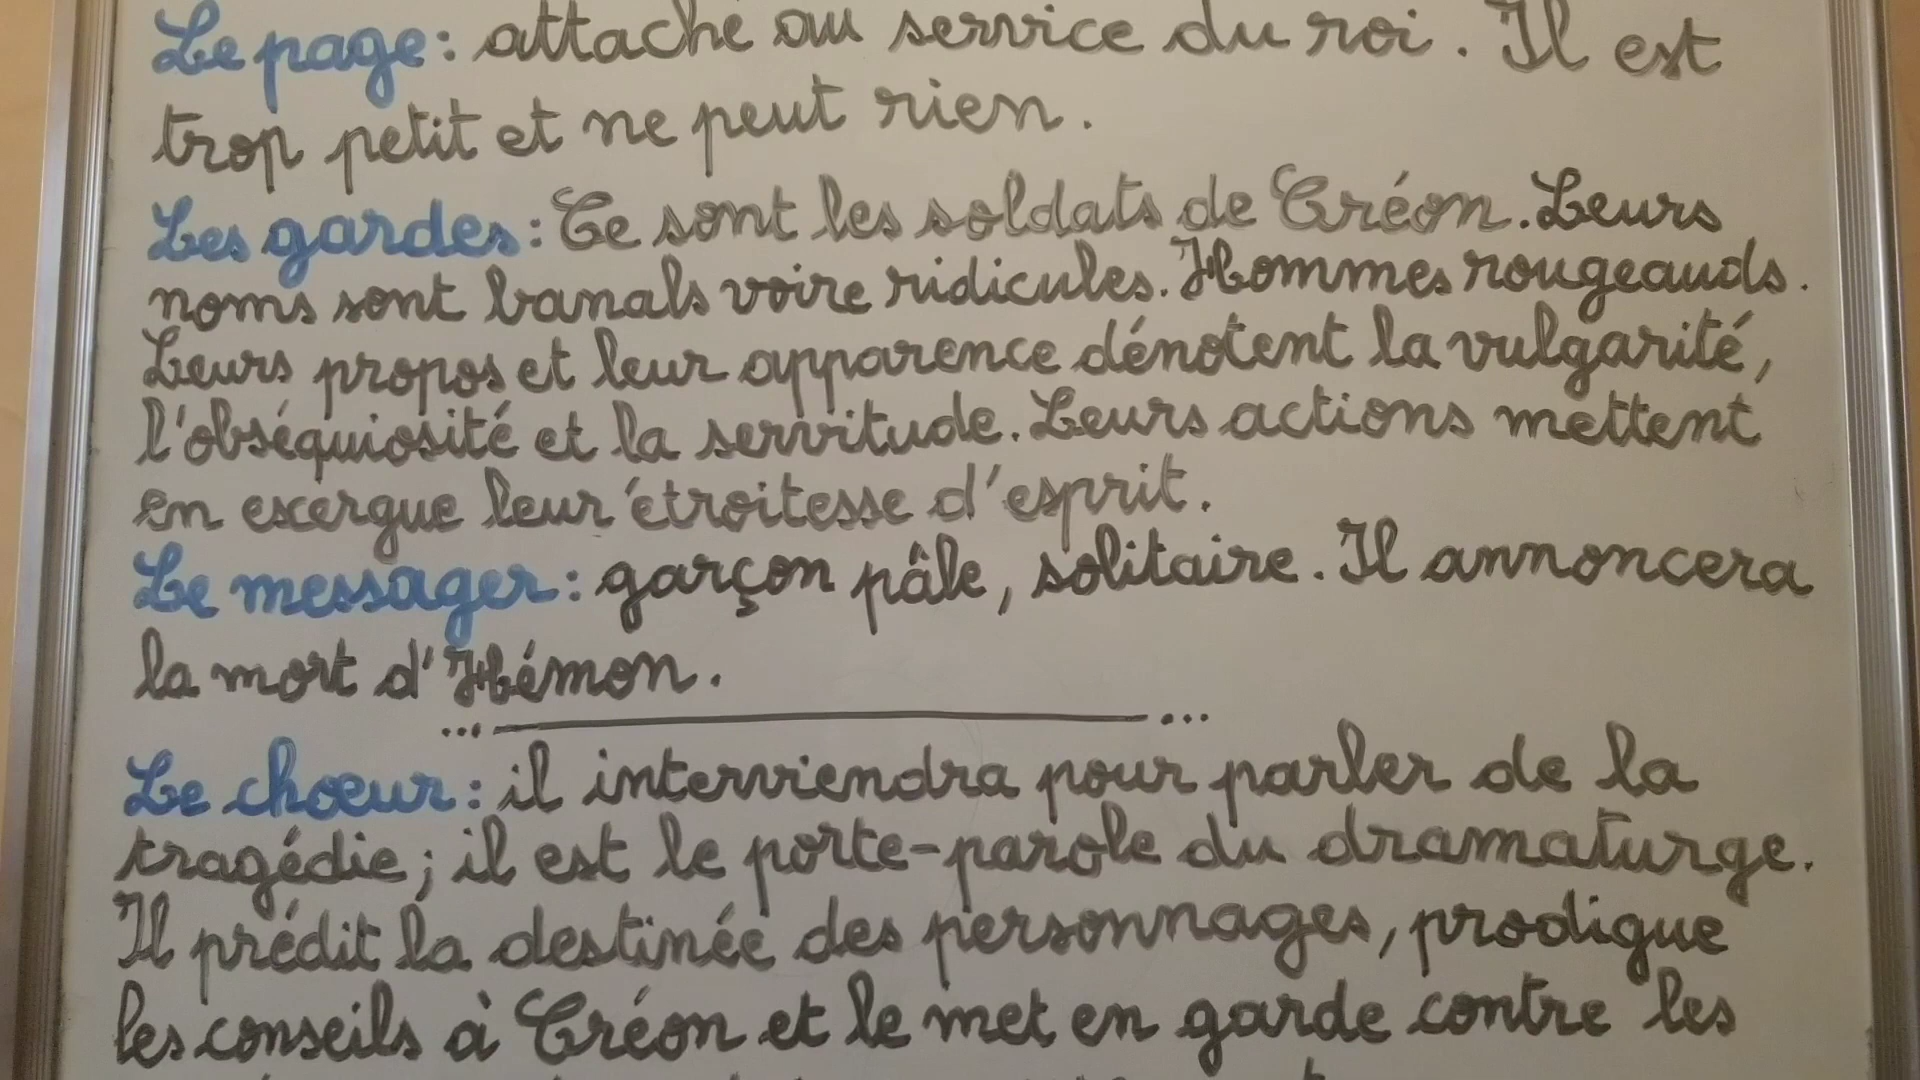 Le page: attaché au service du roi. Il est
trop petit et ne peut rien.
Les gardes: Ce sont les soldats de Créon. Leurs
noms sont banals voire ridicules. Hommes rougeauds.
Leurs propos et leur apparence dénotent la vulgarité,
l'obséquiosité et la servitude. Leurs actions mettent
en exergue leur étroitesse d'esprit.
Le messager: garçon pâle, solitaire. Il annoncera
la mort d'Hémon.
Le chœur: il interviendra pour parler de la
tragédie; il est le porte-parole du dramaturge.
Il prédit la destinée des personnages, prodigue
les conseils à Créon et le met en garde contre les